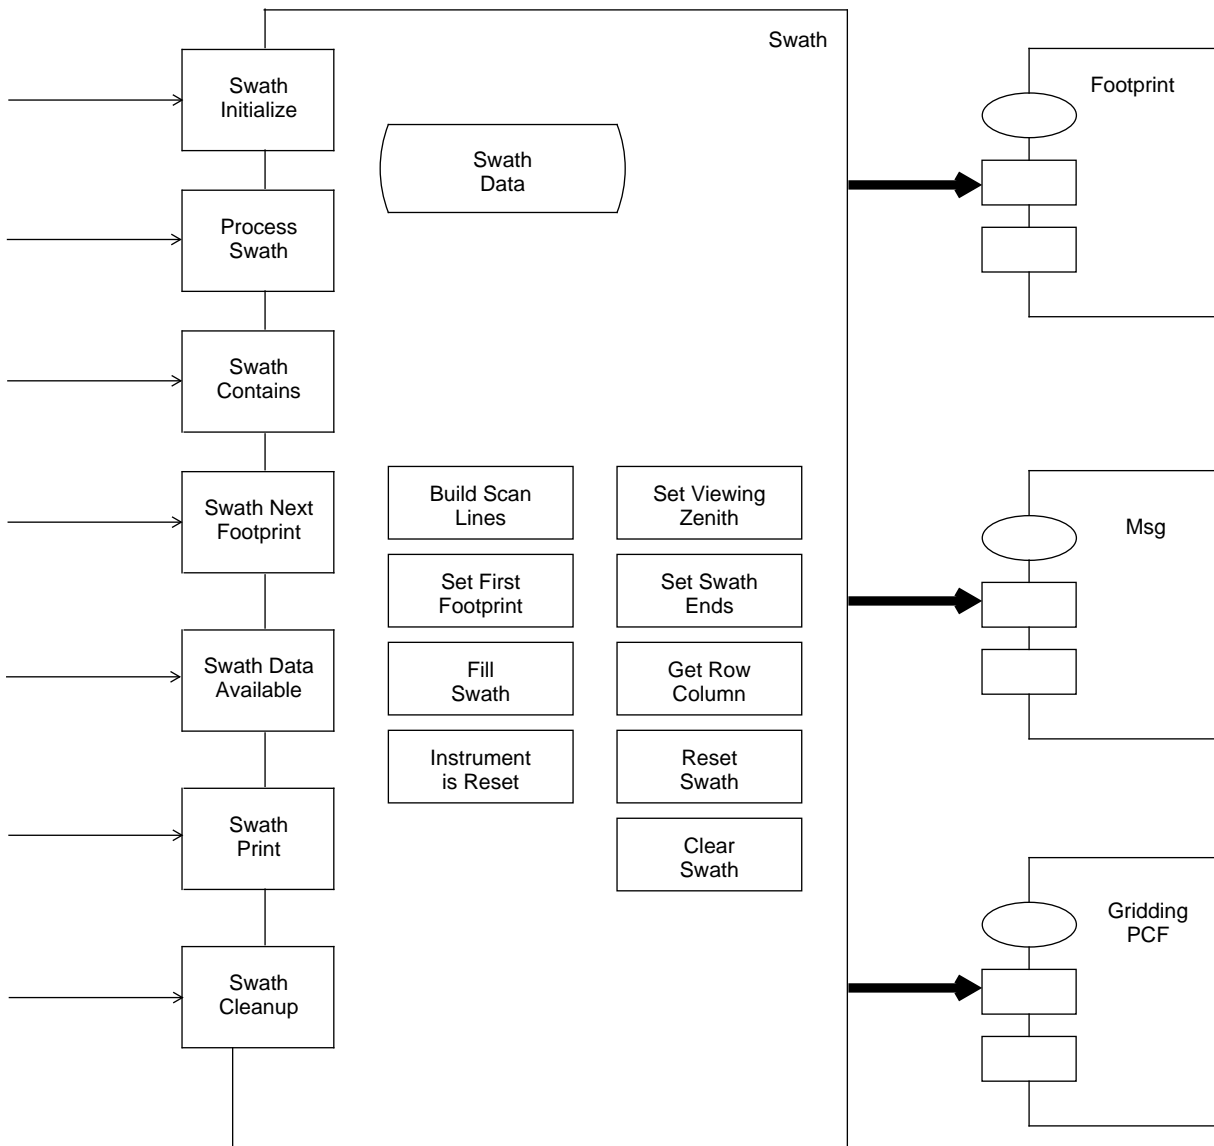 Swath
Footprint
Swath
Initialize
Swath
Data
Process
Swath
Swath
Contains
Swath Next
Footprint
Build Scan
Lines
Set Viewing
Zenith
Msg
Set First
Footprint
Set Swath
Ends
Swath Data
Available
Fill
Swath
Get Row
Column
Instrument
is Reset
Reset
Swath
Swath
Print
Clear
Swath
Gridding
PCF
Swath
Cleanup